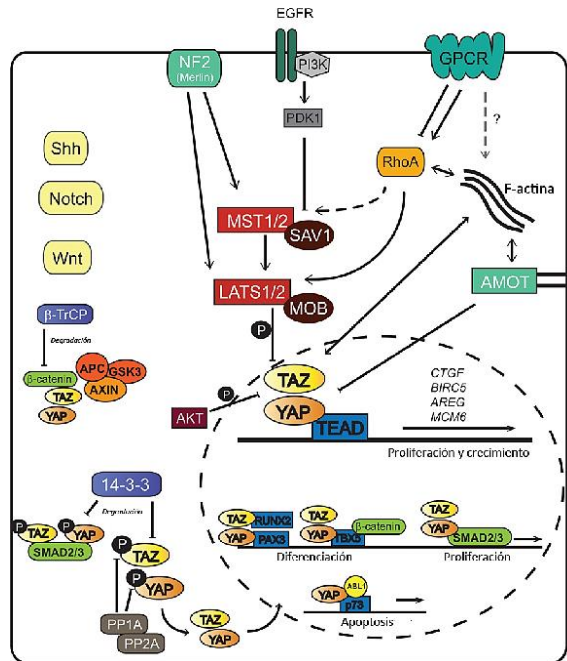 EGFR
NF2
(Merlin)
PI3K
GPCR
PDK1
?
Shh
RhoA
Notch
F-actina
MST1/2
SAV1
Wnt
LATS1/2
MOB
AMOT
β-TrCP
P
Degradación
β-catenin
APC
GSK3
TAZ
AXIN
YAP
TAZ
YAP
TEAD
P
AKT
CTGF
BIRC5
AREG
MCM6
Proliferación y crecimiento
14-3-3
Degradación
P
TAZ
P
YAP
SMAD2/3
P
TAZ
P
YAP
PP1A
PP2A
TAZ
YAP
TAZ
RUNX2
YAP
PAX3
TAZ
β-catenin
YAP
TBX5
Diferenciación
TAZ
YAP
SMAD2/3
Proliferación
YAP
ABL1
p73
Apoptosis